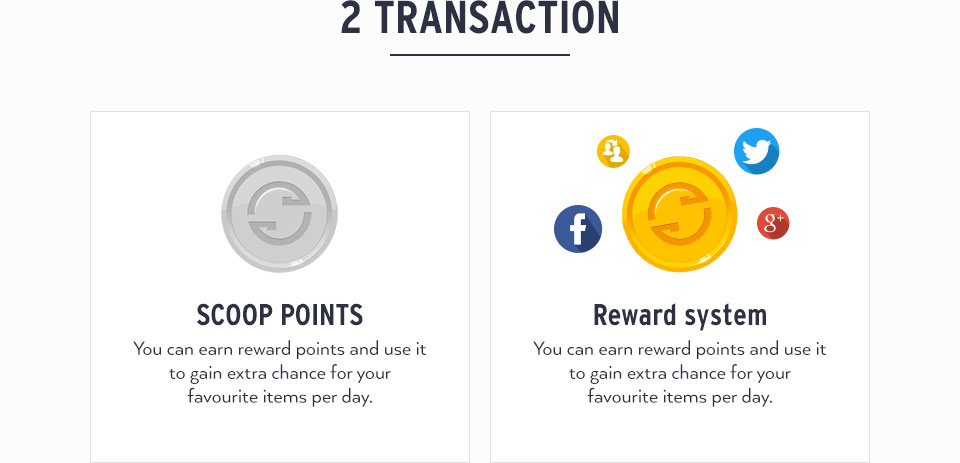 2 TRANSACTION
SCOOP POINTS
You can earn reward points and use it
to gain extra chance for your
favourite items per day.
f
g+
Reward system
You can earn reward points and use it
to gain extra chance for your
favourite items per day.